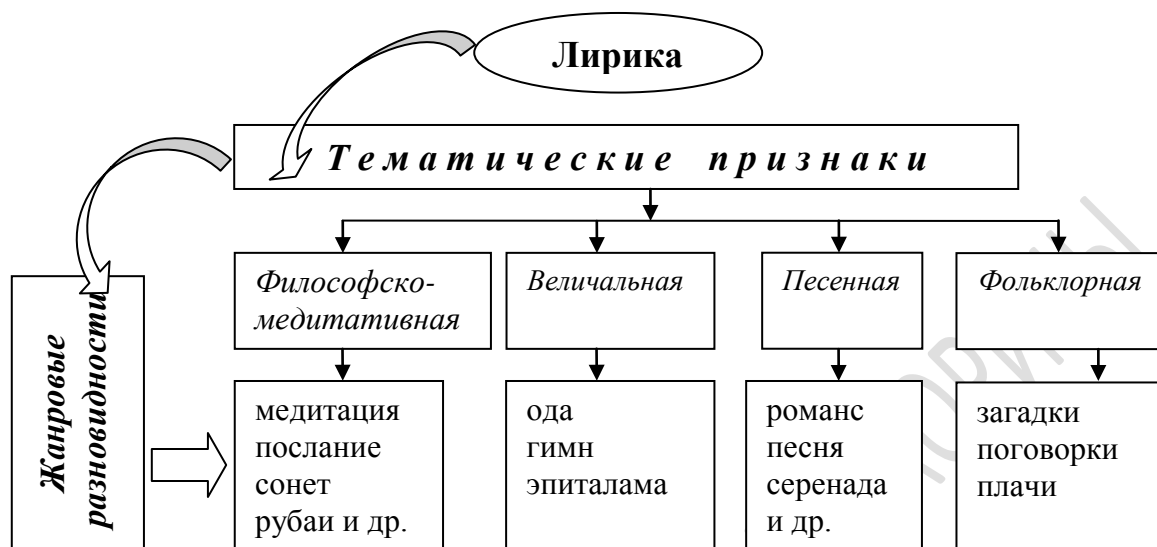 Лирика
Тематические признаки
Философско-
медитативная
Величальная
Песенная
Фольклорная
Жанровые
разновидности
медитация
послание
сонет
рубаи и др.
ода
гимн
эпиталама
романс
песня
серенада
и др.
загадки
поговорки
плачи